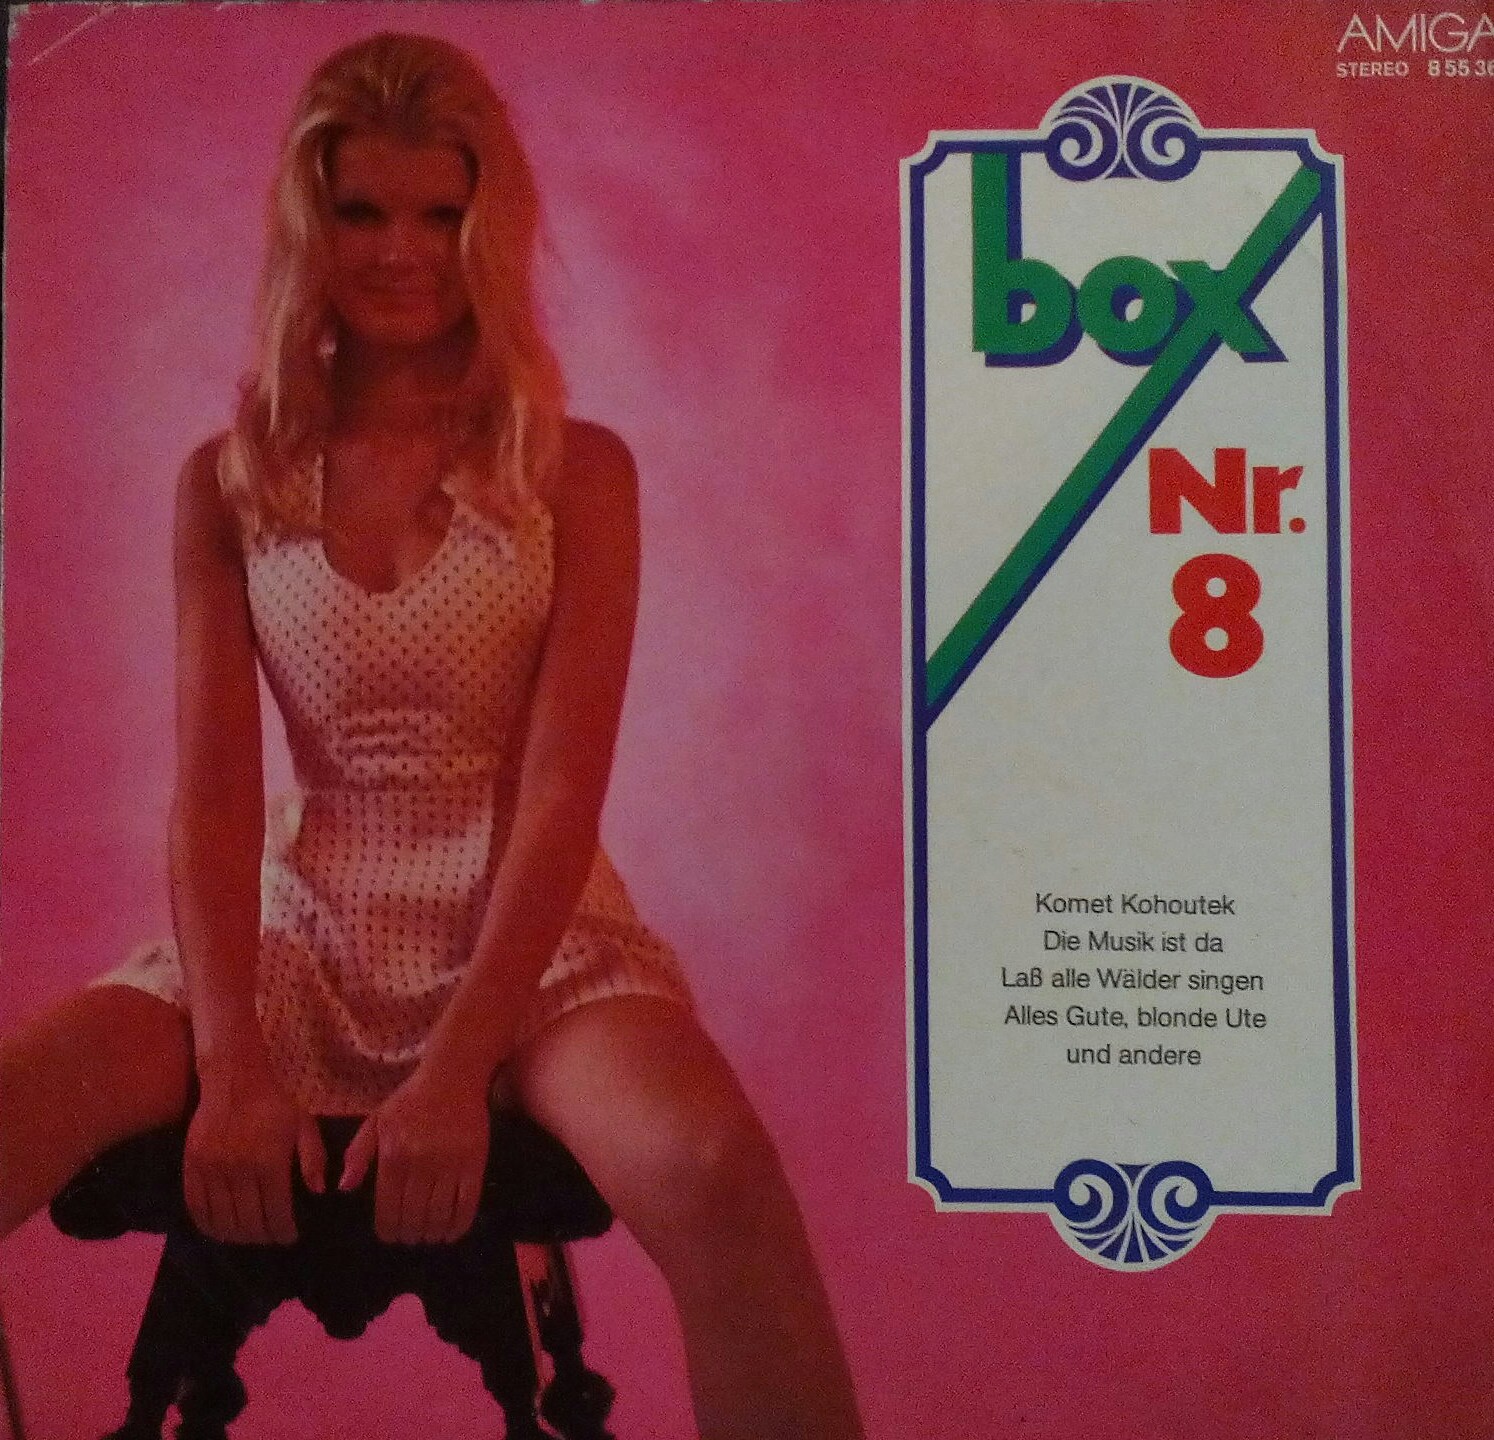 AMIGA
STEREO 8 55 36
box
Nr.
8
Komet Kohoutek
Die Musik ist da
Laß alle Wälder singen
Alles Gute, blonde Ute
und andere